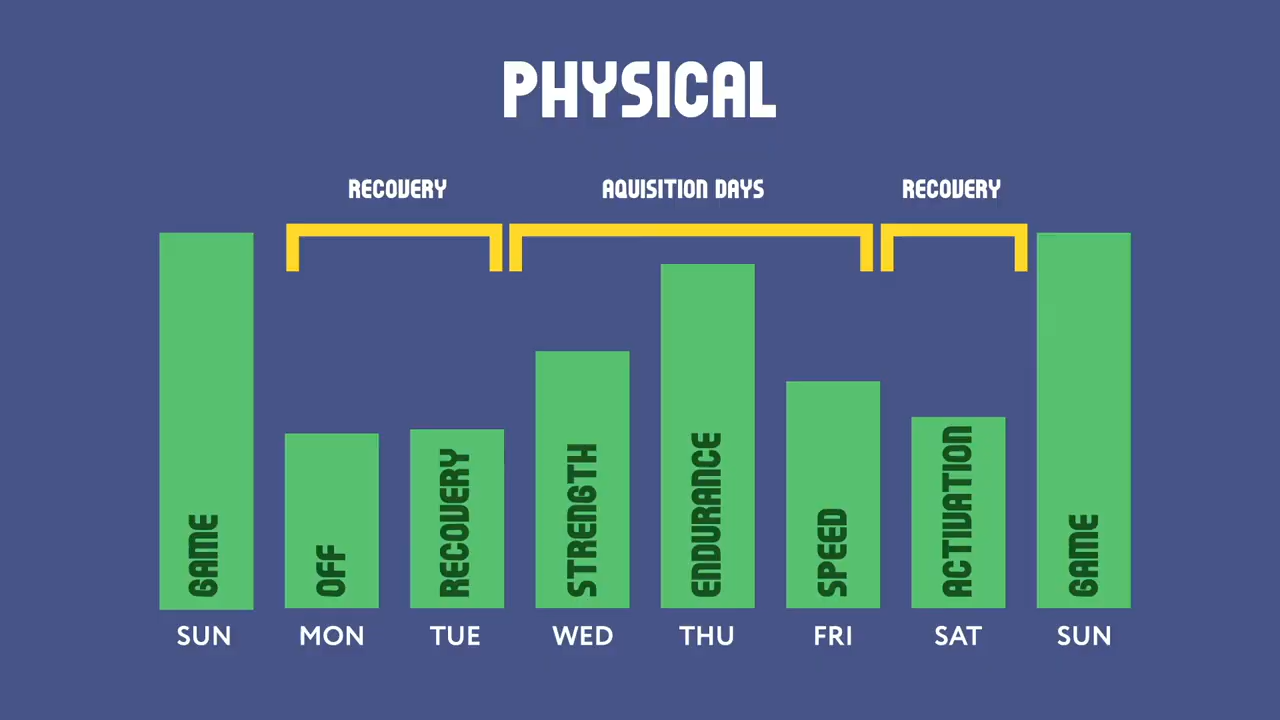 PHYSICAL
RECOVERY
AQUISITION DAYS
RECOVERY
GAME
OFF
RECOVERY
STRENGTH
ENDURANCE
SPEED
ACTIVATION
GAME
SUN
MON
TUE
WED
THU
FRI
SAT
SUN